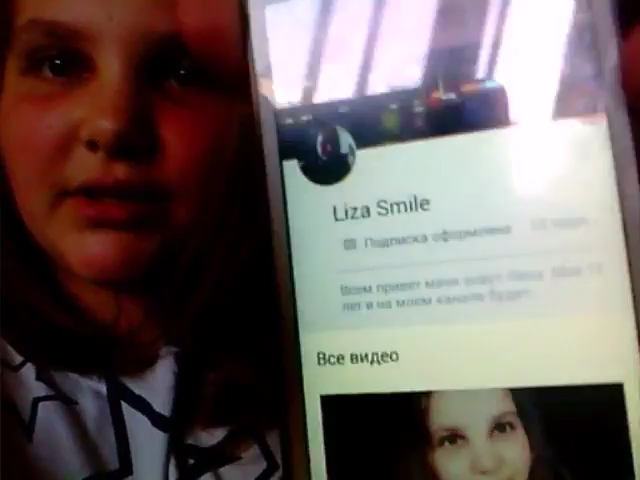 Liza Smile
Подписка оформлена
Всем привет меня зовут
лет и на моем канале будет
Все видео